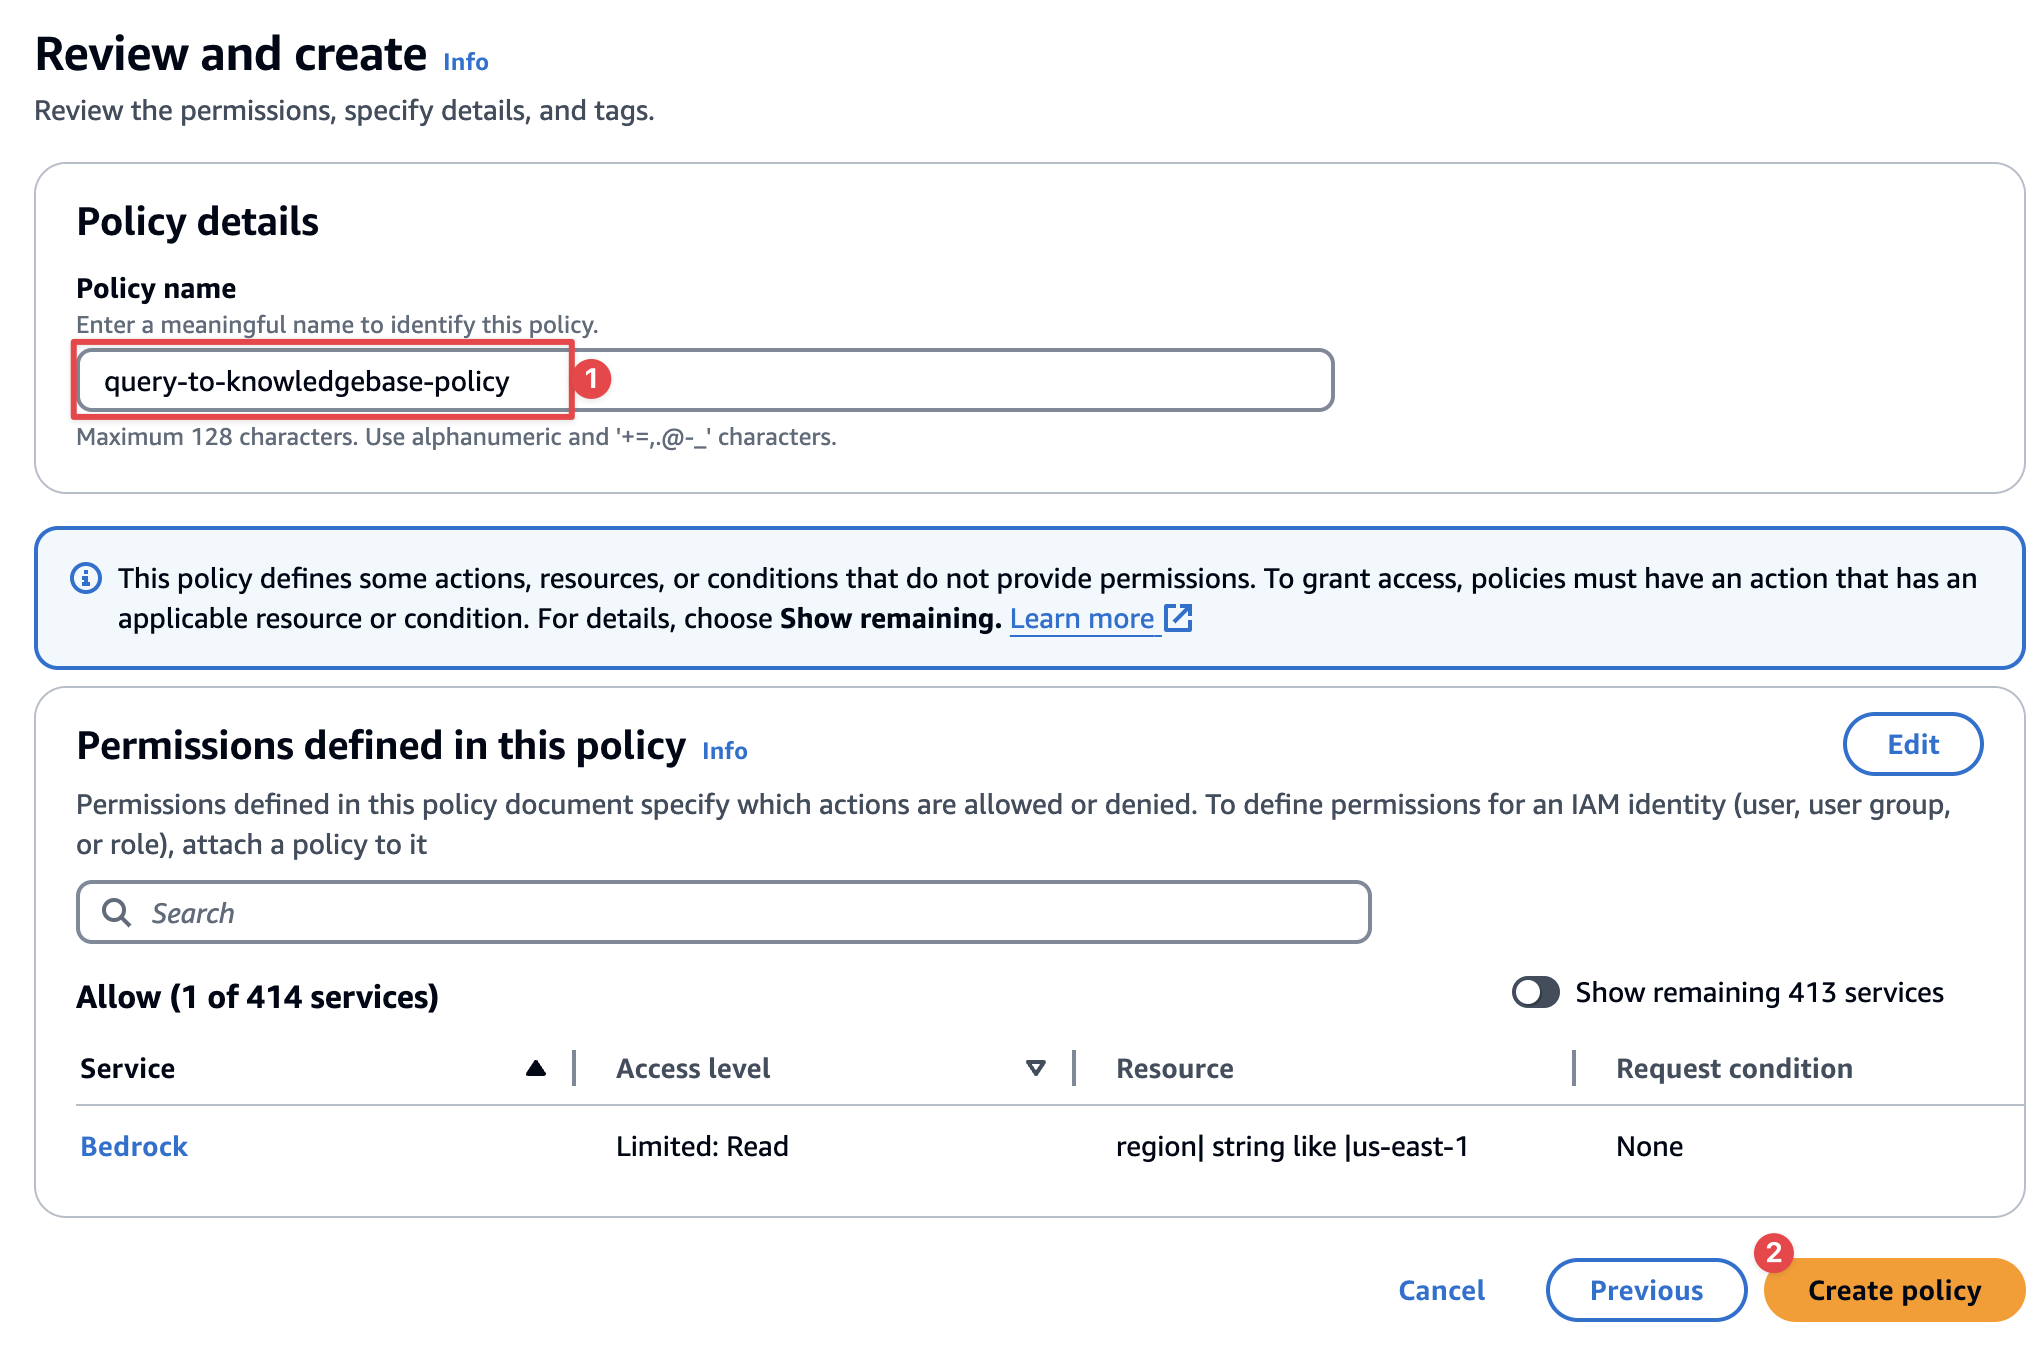 Review and create Info
Review the permissions, specify details, and tags.
Policy details
Policy name
Enter a meaningful name to identify this policy.
query-to-knowledgebase-policy
1
Maximum 128 characters. Use alphanumeric and '+=,.@-_' characters.
This policy defines some actions, resources, or conditions that do not provide permissions. To grant access, policies must have an action that has an
applicable resource or condition. For details, choose Show remaining. Learn more
Permissions defined in this policy Info
Edit
Permissions defined in this policy document specify which actions are allowed or denied. To define permissions for an IAM identity (user, user group,
or role), attach a policy to it
Search
Allow (1 of 414 services)
Show remaining 413 services
Service Access level Resource Request condition
Bedrock Limited: Read region| string like |us-east-1 None
2
Cancel Previous Create policy